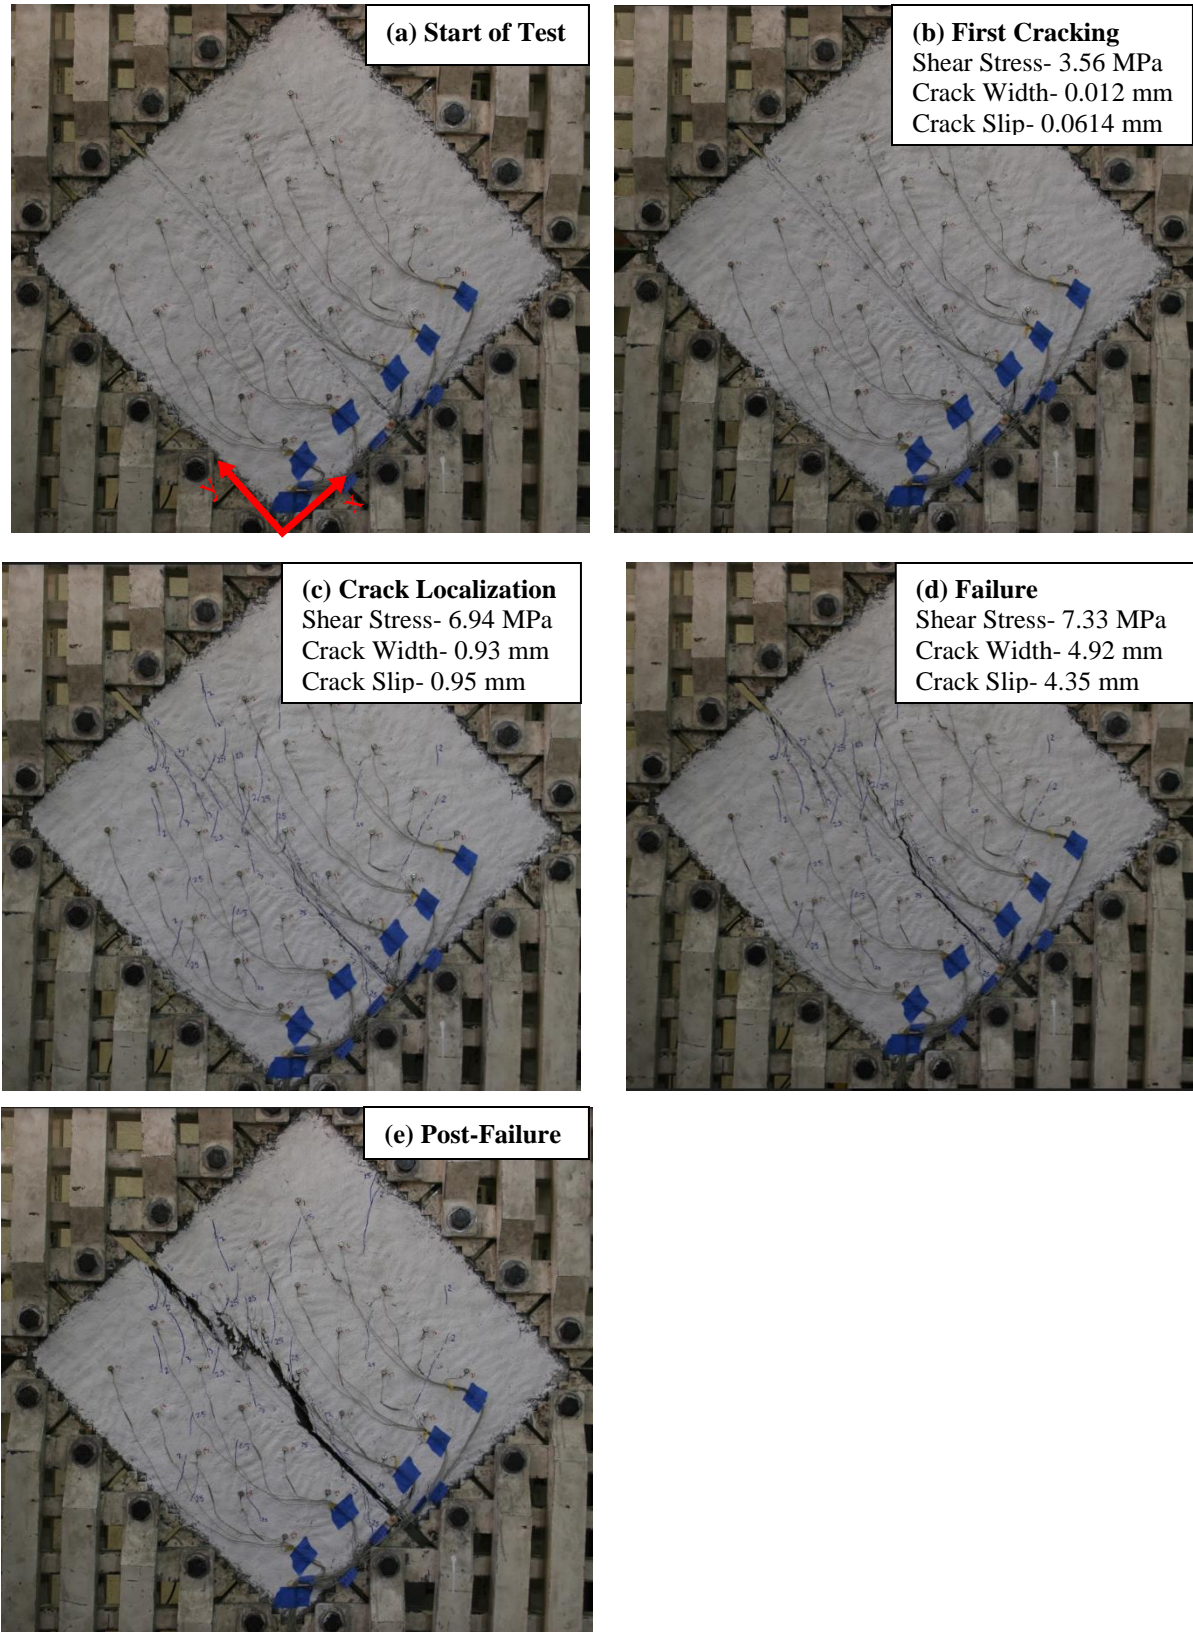 (a) Start of Test
Y
X
(b) First Cracking
Shear Stress- 3.56 MPa
Crack Width- 0.012 mm
Crack Slip- 0.0614 mm
(c) Crack Localization
Shear Stress- 6.94 MPa
Crack Width- 0.93 mm
Crack Slip- 0.95 mm
(d) Failure
Shear Stress- 7.33 MPa
Crack Width- 4.92 mm
Crack Slip- 4.35 mm
(e) Post-Failure